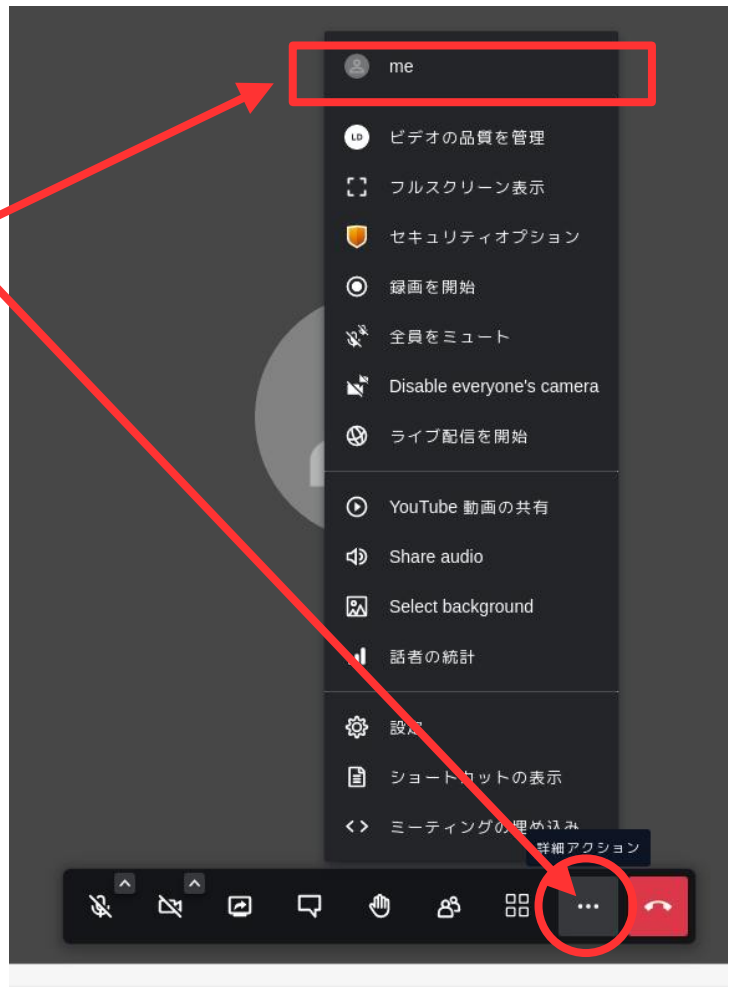 me
LD
ビデオの品質を管理
フルスクリーン表示
セキュリティオプション
録画を開始
全員をミュート
Disable everyone's camera
ライブ配信を開始
YouTube 動画の共有
Share audio
Select background
話者の統計
設定
ショートカットの表示
ミーティングの埋め込み
詳細アクション